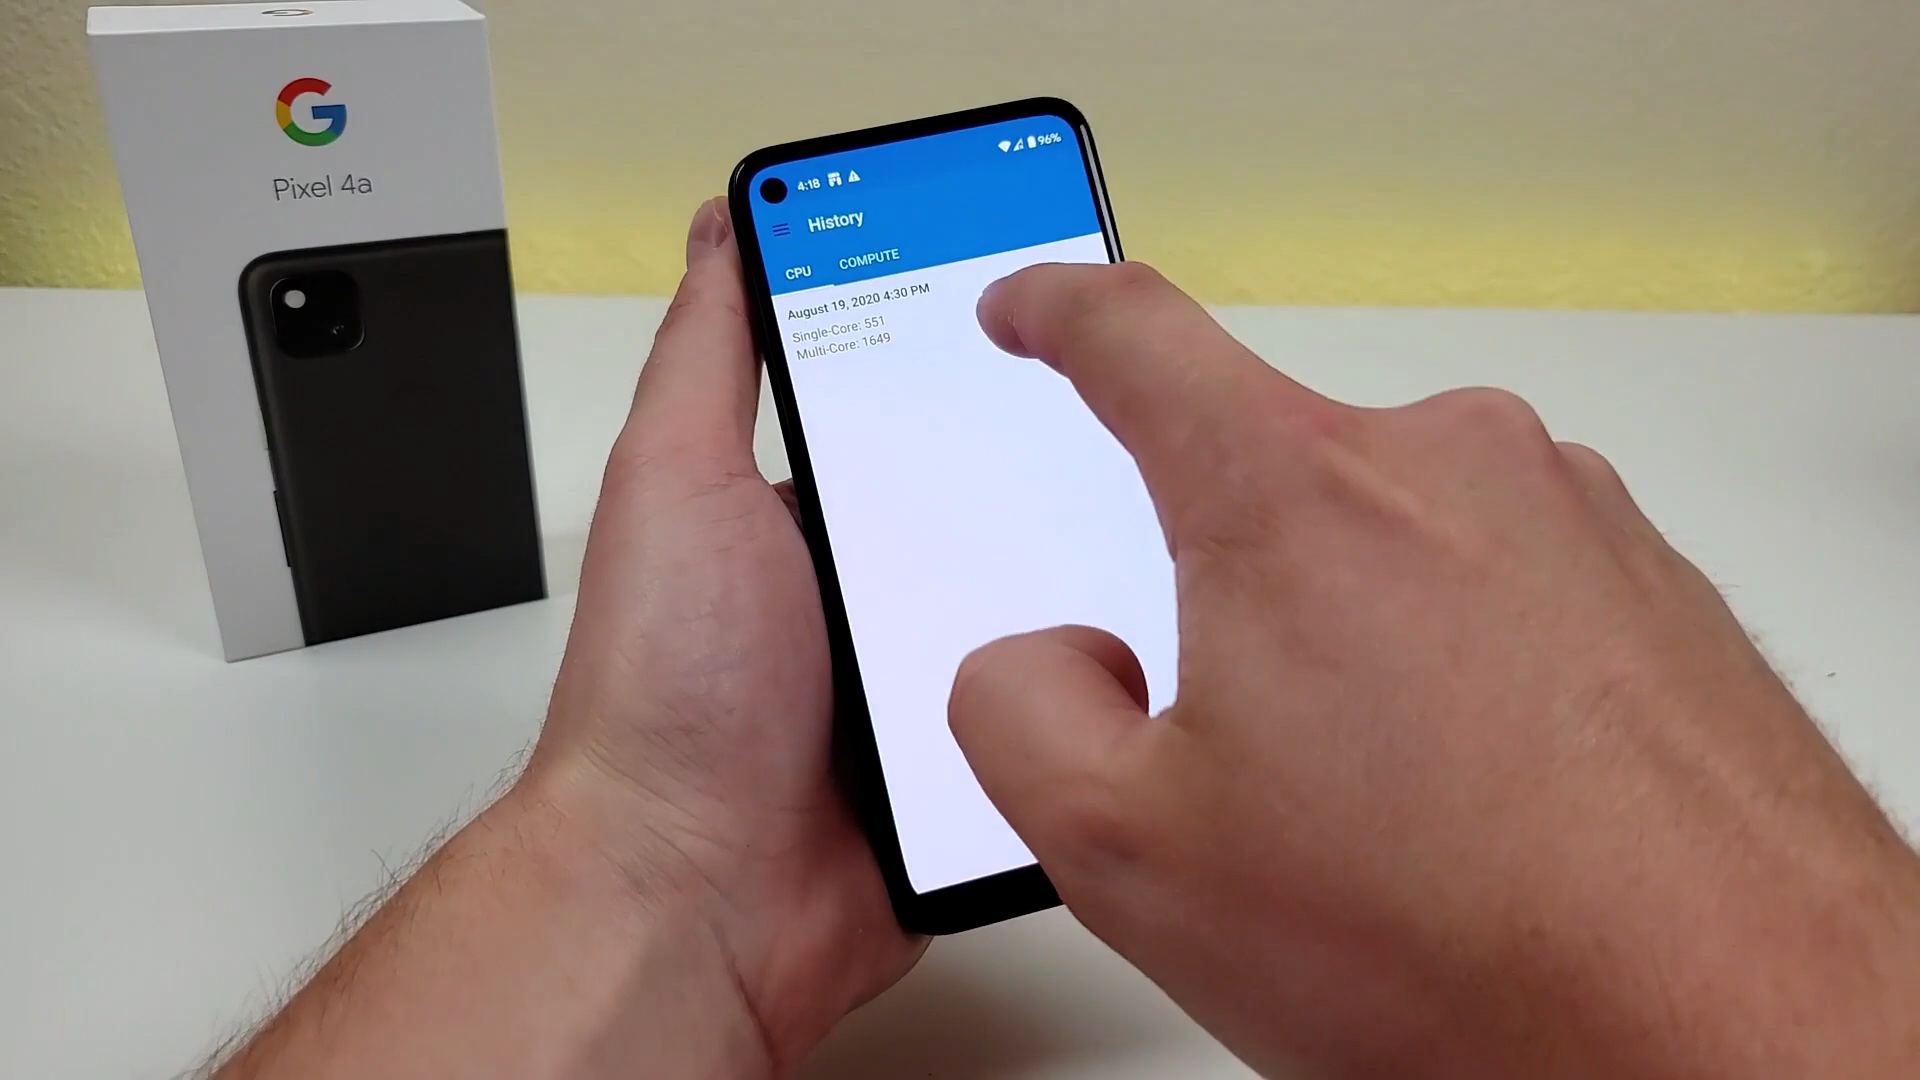 Pixel 4a
4:18
96%
History
CPU
COMPUTE
August 19, 2020 4:30 PM
Single-Core: 551
Multi-Core: 1649